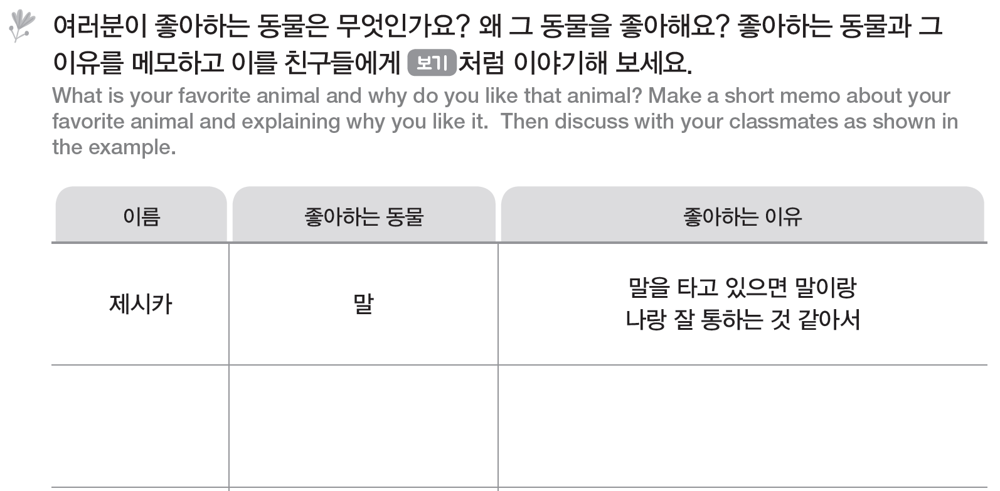 여러분이 좋아하는 동물은 무엇인가요? 왜 그 동물을 좋아해요? 좋아하는 동물과 그
이유를 메모하고 이를 친구들에게 보기처럼 이야기해 보세요.
What is your favorite animal and why do you like that animal? Make a short memo about your
favorite animal and explaining why you like it. Then discuss with your classmates as shown in
the example.
이름 좋아하는 동물 좋아하는 이유
제시카 말 말을 타고 있으면 말이랑
나랑 잘 통하는 것 같아서